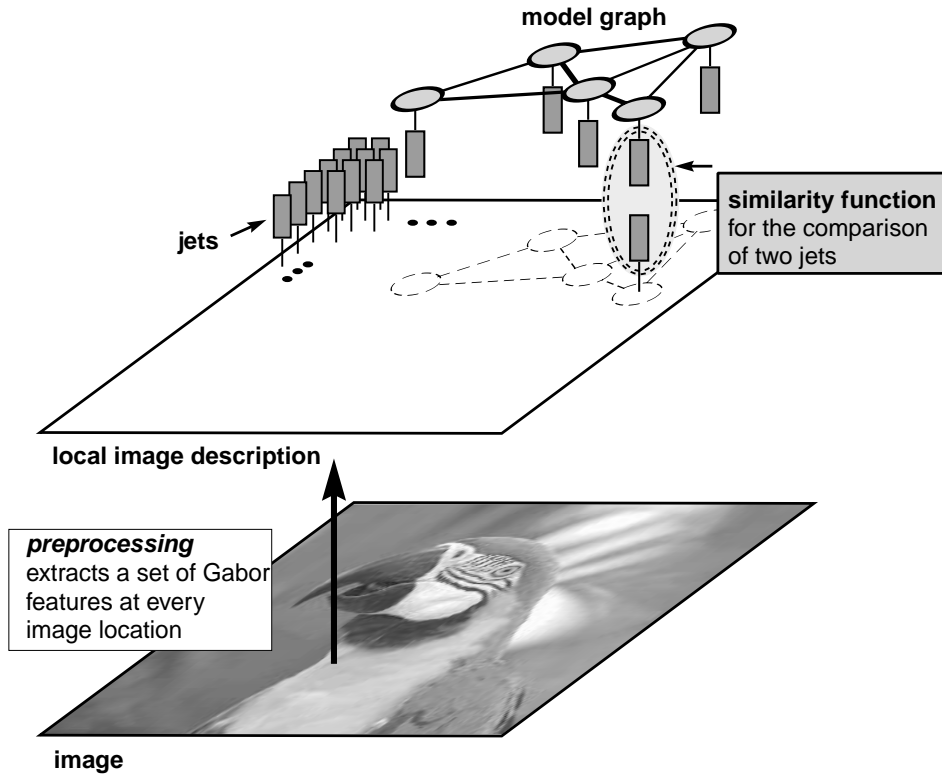 model graph
jets
similarity function
for the comparison
of two jets
local image description
preprocessing
extracts a set of Gabor
features at every
image location
image